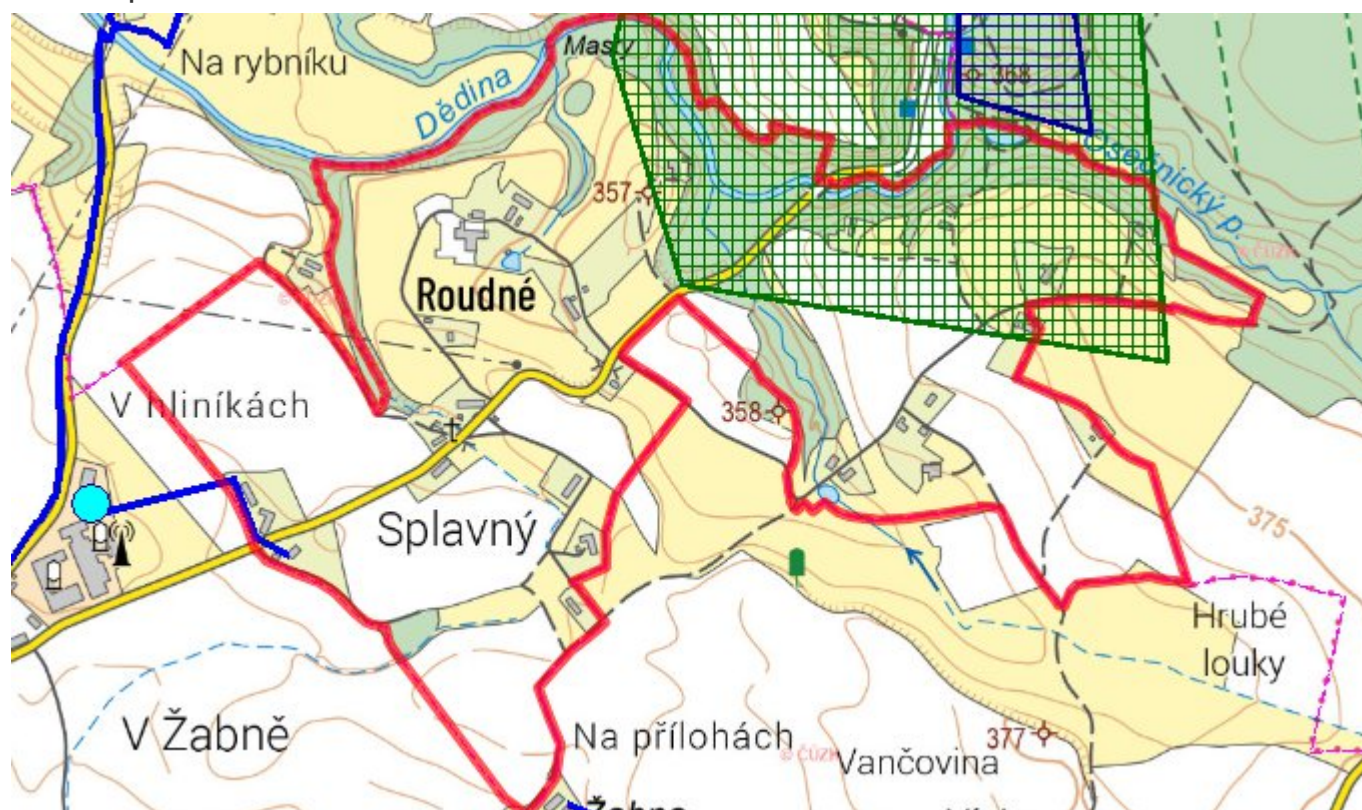 Masty
368
Na rybníku
Dědina
Osečnický p.
357
© ČÚZK
© ČÚZK
Roudné
V hliníkách
358
Splavný
375
Hrubé
louky
V Žabně
Na přílohách
377
© ČÚZK
Vančovina